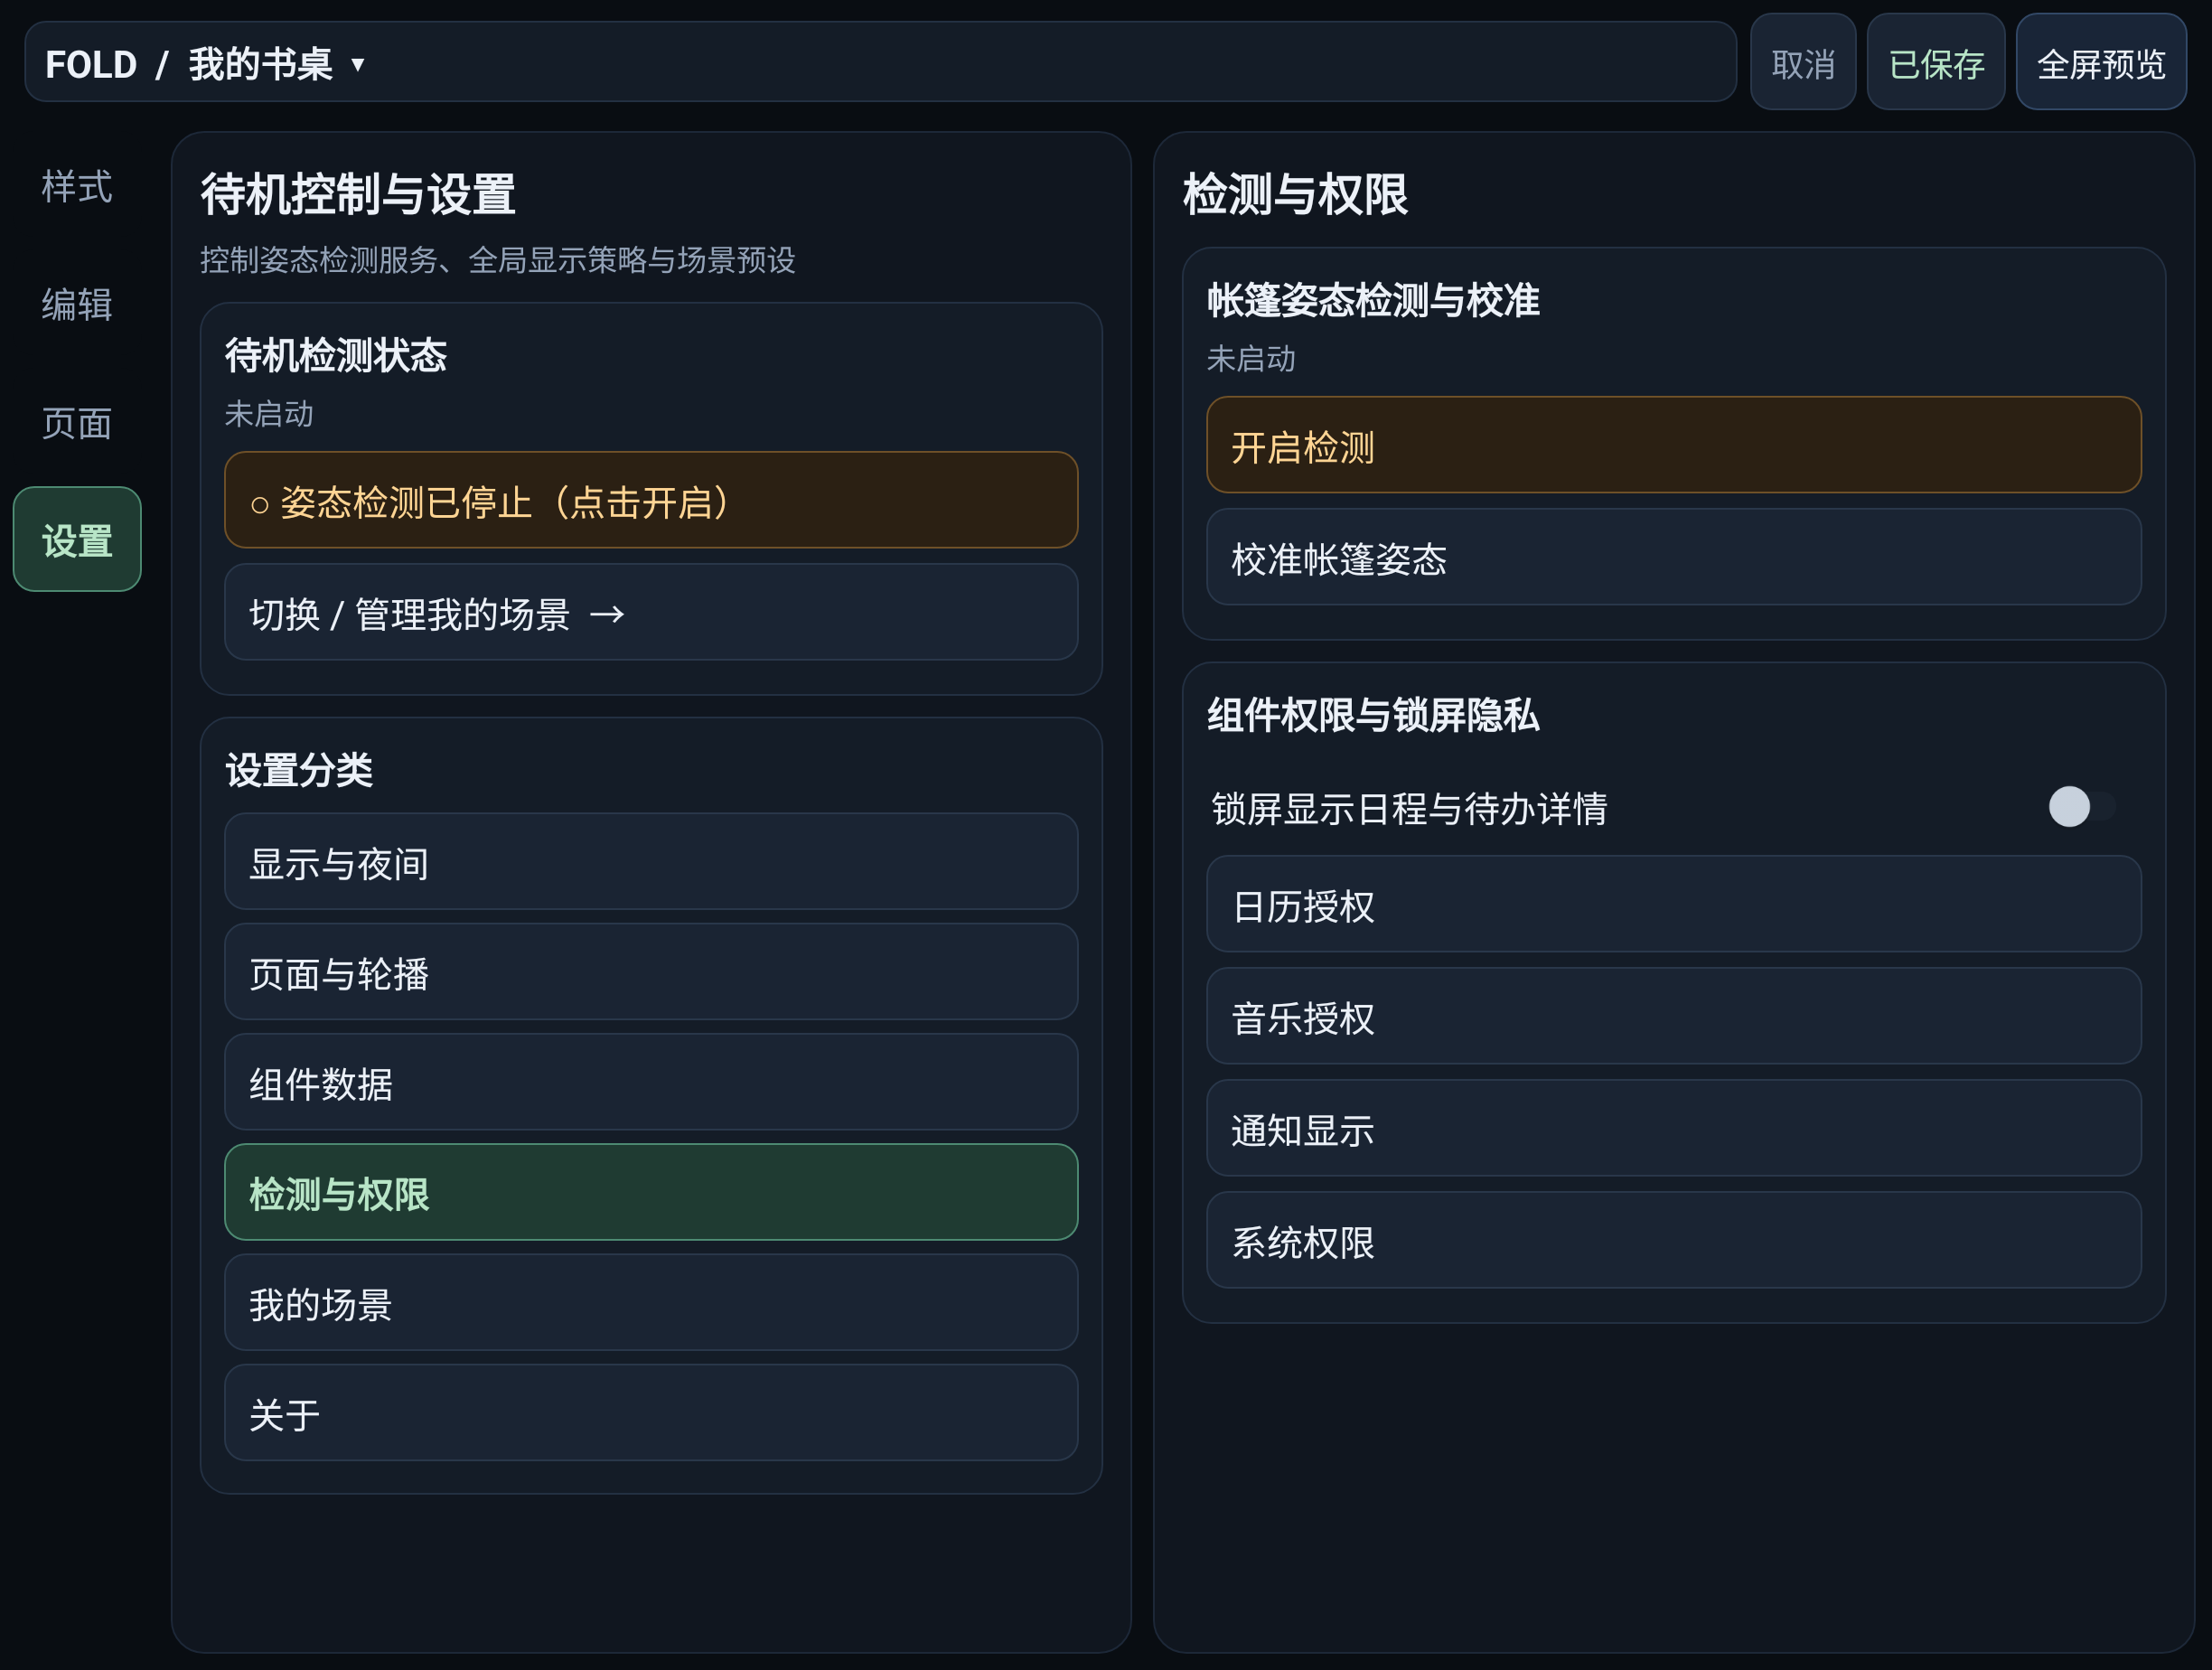 FOLD / 我的书桌 ▾
取消
已保存
全屏预览
样式
编辑
页面
设置
待机控制与设置
控制姿态检测服务、全局显示策略与场景预设
待机检测状态
未启动
○ 姿态检测已停止（点击开启）
切换 / 管理我的场景 →
设置分类
显示与夜间
页面与轮播
组件数据
检测与权限
我的场景
关于
检测与权限
帐篷姿态检测与校准
未启动
开启检测
校准帐篷姿态
组件权限与锁屏隐私
锁屏显示日程与待办详情
日历授权
音乐授权
通知显示
系统权限